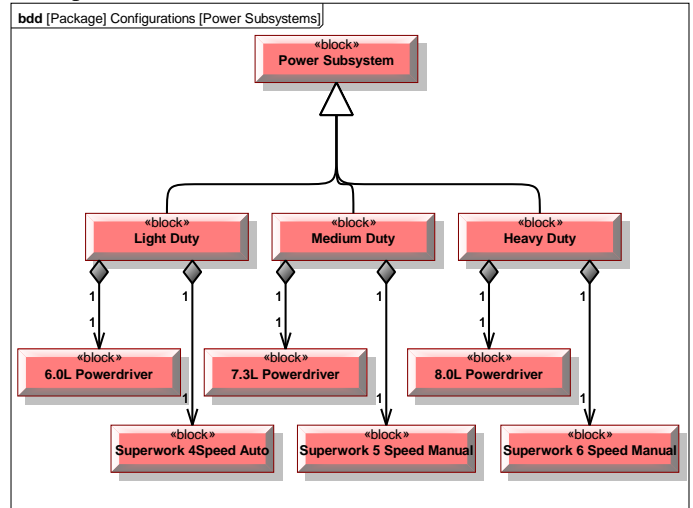 bdd [Package] Configurations [Power Subsystems]
«block»
Power Subsystem
«block»
Light Duty
«block»
Medium Duty
«block»
Heavy Duty
1
1
1
1
1
1
1
1
1
«block»
6.0L Powerdriver
«block»
7.3L Powerdriver
«block»
8.0L Powerdriver
1
1
1
«block»
Superwork 4Speed Auto
«block»
Superwork 5 Speed Manual
«block»
Superwork 6 Speed Manual